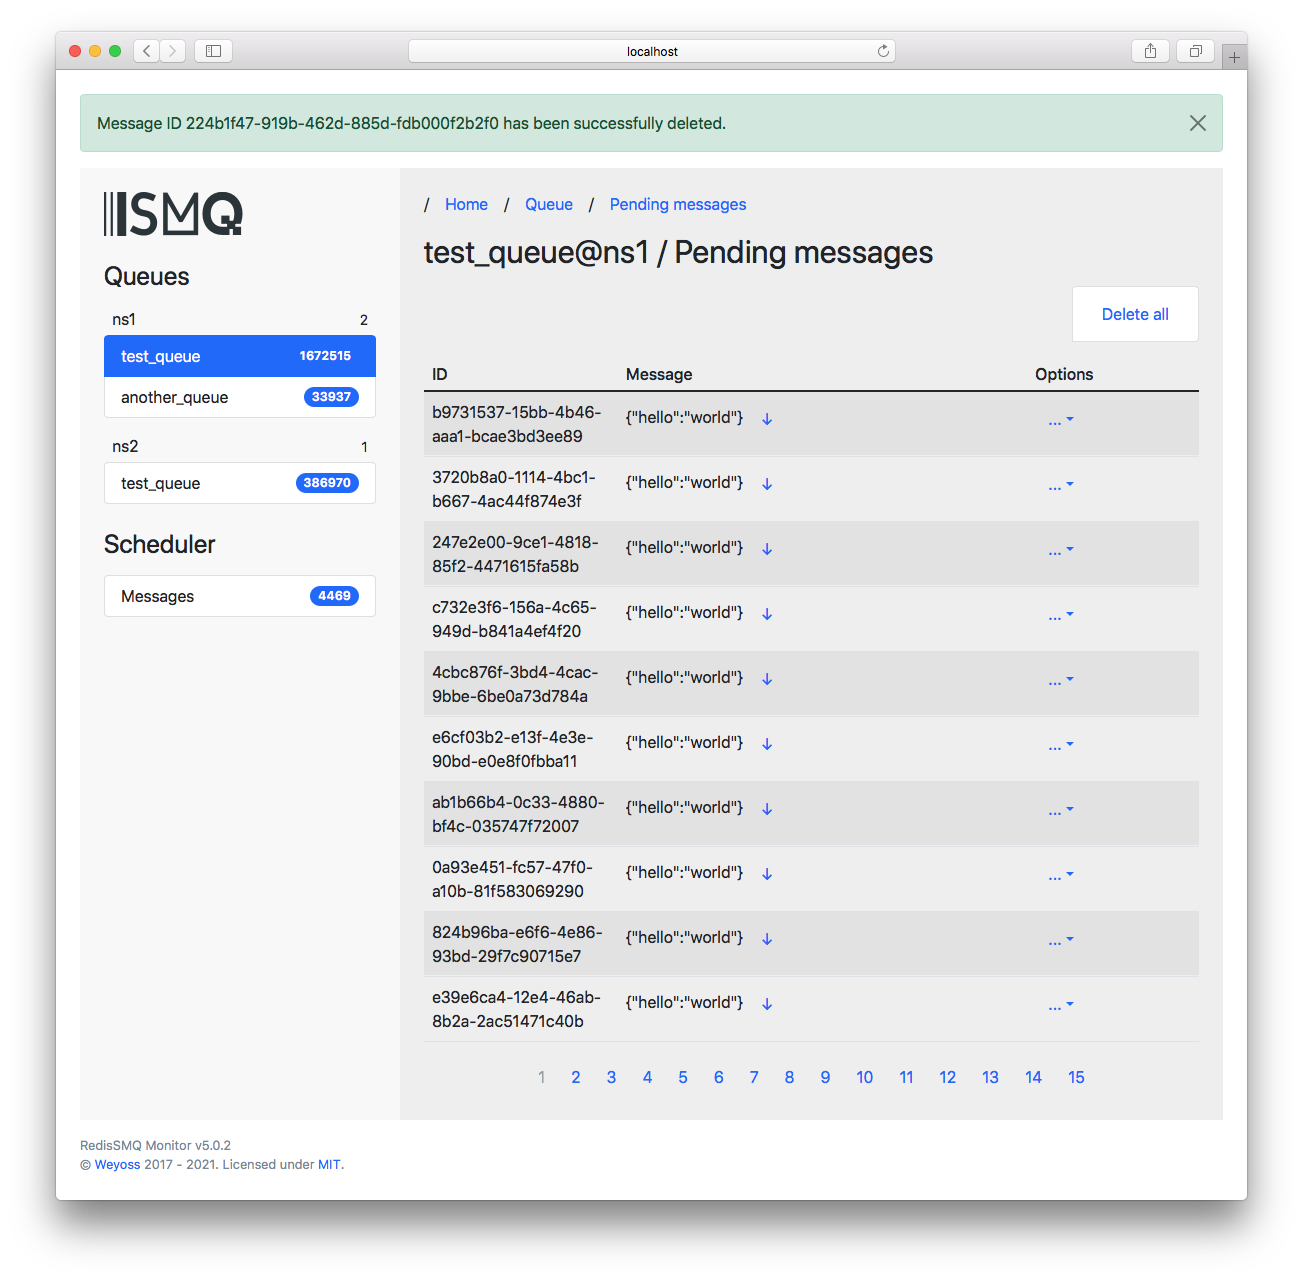 localhost
Message ID 224b1f47-919b-462d-885d-fdb000f2b2f0 has been successfully deleted.
ISMQ
Queues
ns1 2
test_queue 1672515
another_queue 33937
ns2 1
test_queue 386970
Scheduler
Messages 4469
/ Home / Queue / Pending messages
test_queue@ns1 / Pending messages
Delete all
ID Message Options
b9731537-15bb-4b46-
aaa1-bcae3bd3ee89
{"hello":"world"} ↓ ...
3720b8a0-1114-4bc1-
b667-4ac44f874e3f
{"hello":"world"} ↓ ...
247e2e00-9ce1-4818-
85f2-4471615fa58b
{"hello":"world"} ↓ ...
c732e3f6-156a-4c65-
949d-b841a4ef4f20
{"hello":"world"} ↓ ...
4cbc876f-3bd4-4cac-
9bbe-6be0a73d784a
{"hello":"world"} ↓ ...
e6cf03b2-e13f-4e3e-
90bd-e0e8f0fbba11
{"hello":"world"} ↓ ...
ab1b66b4-0c33-4880-
bf4c-035747f72007
{"hello":"world"} ↓ ...
0a93e451-fc57-47f0-
a10b-81f583069290
{"hello":"world"} ↓ ...
824b96ba-e6f6-4e86-
93bd-29f7c90715e7
{"hello":"world"} ↓ ...
e39e6ca4-12e4-46ab-
8b2a-2ac51471c40b
{"hello":"world"} ↓ ...
1 2 3 4 5 6 7 8 9 10 11 12 13 14 15
RedisSMQ Monitor v5.0.2
© Weyoss 2017 - 2021. Licensed under MIT.